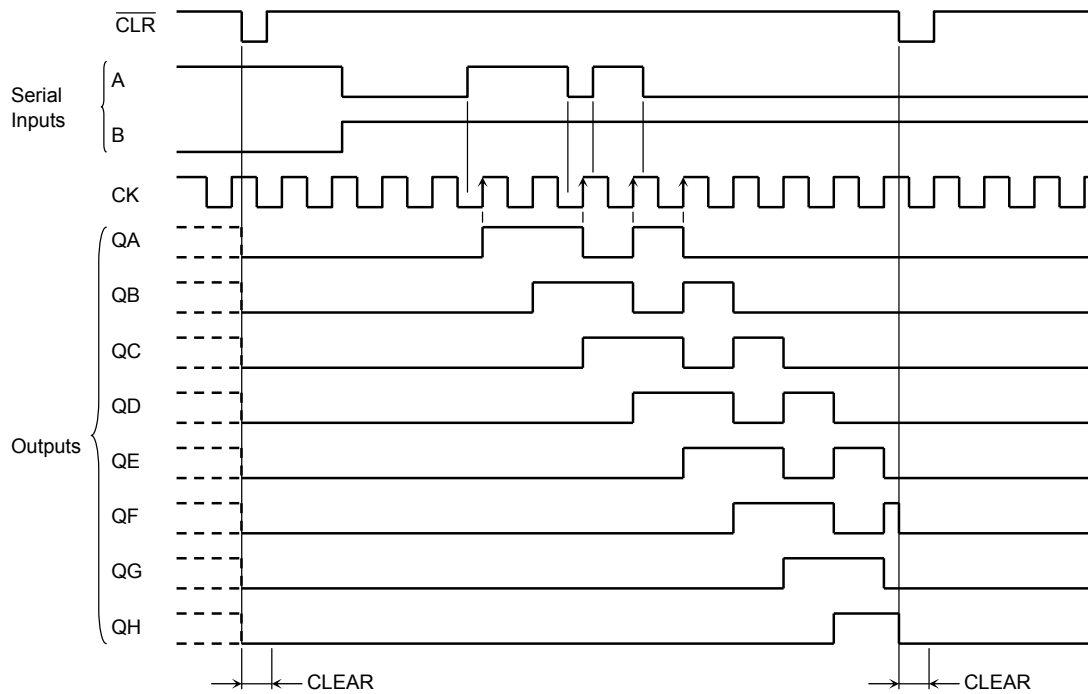 CLR
A
Serial
Inputs
B
CK
QA
QB
QC
QD
Outputs
QE
QF
QG
QH
CLEAR
CLEAR